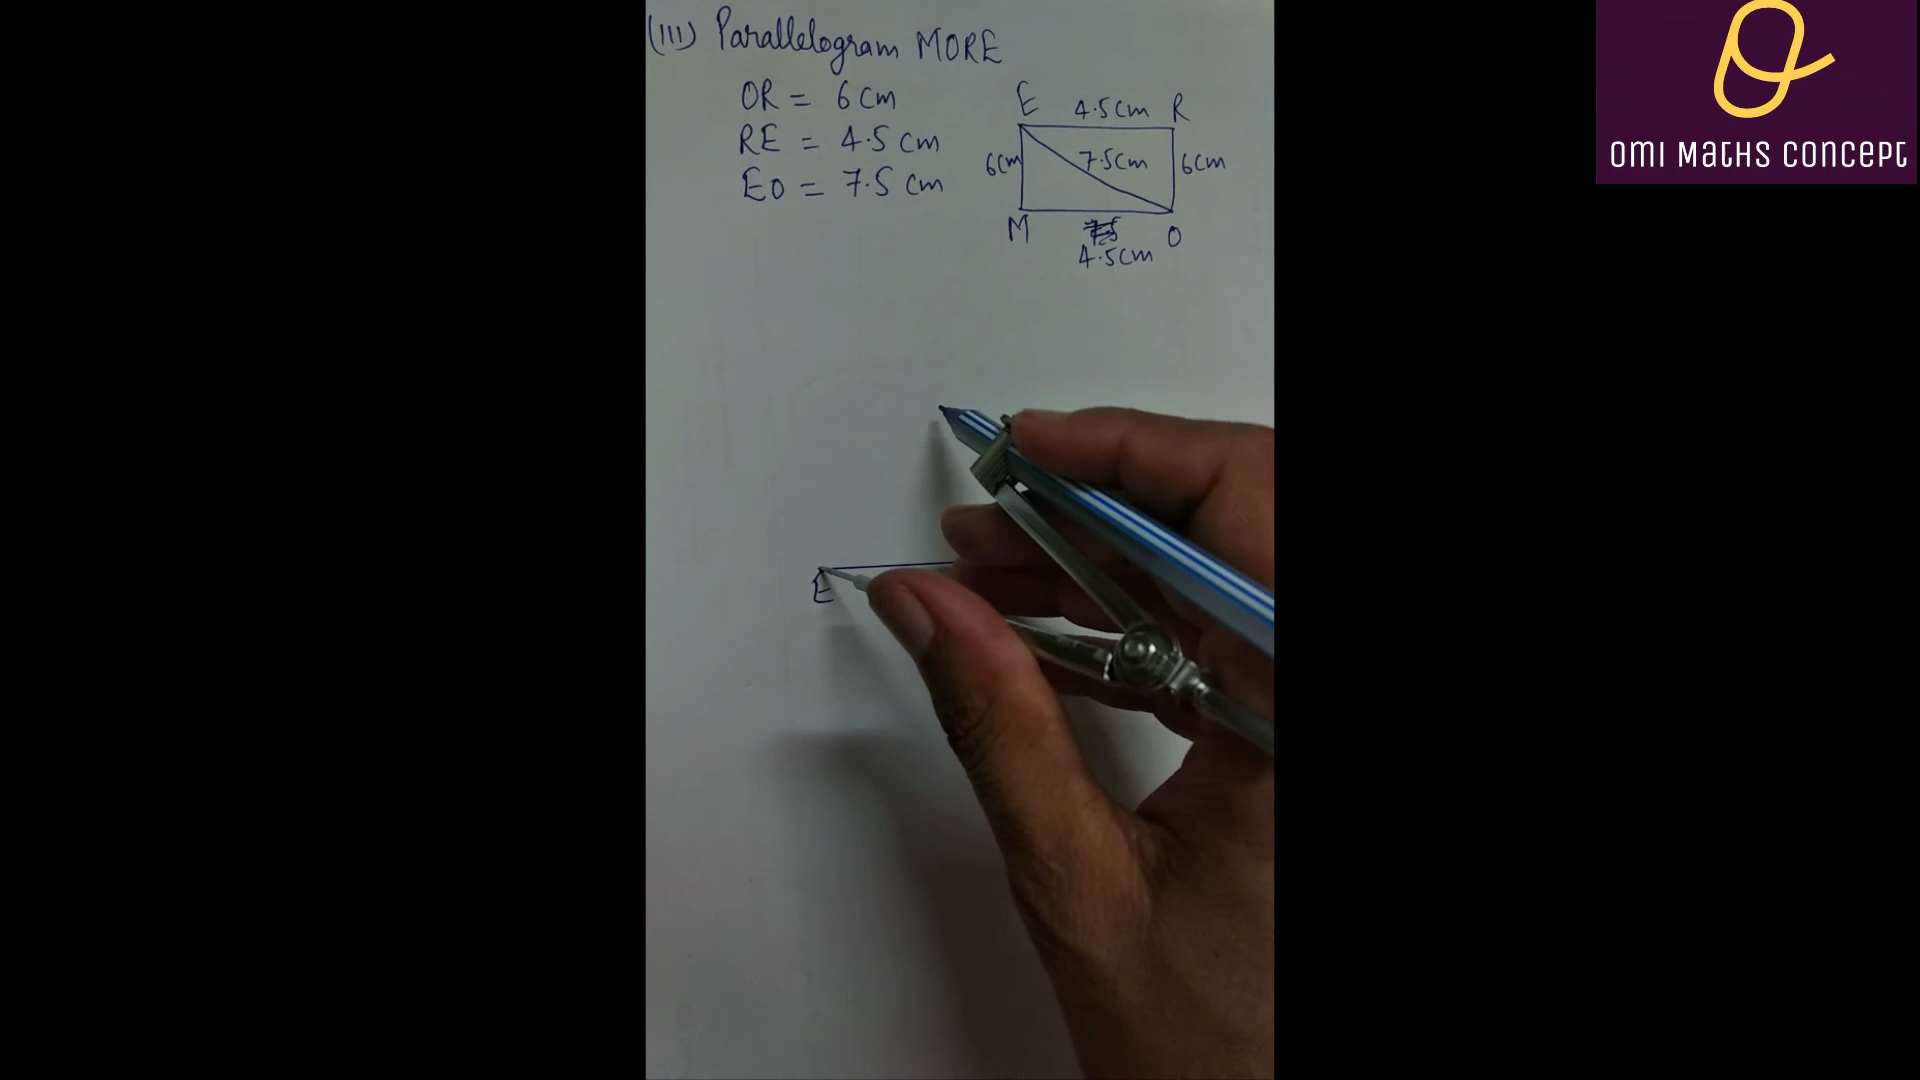 (III) Parallelogram MORE
OR = 6 cm
RE = 4.5 cm
EO = 7.5 cm
E 4.5cm R
6cm 7.5cm 6cm
M O
4.5cm
E
OMI MATHS CONCEPT